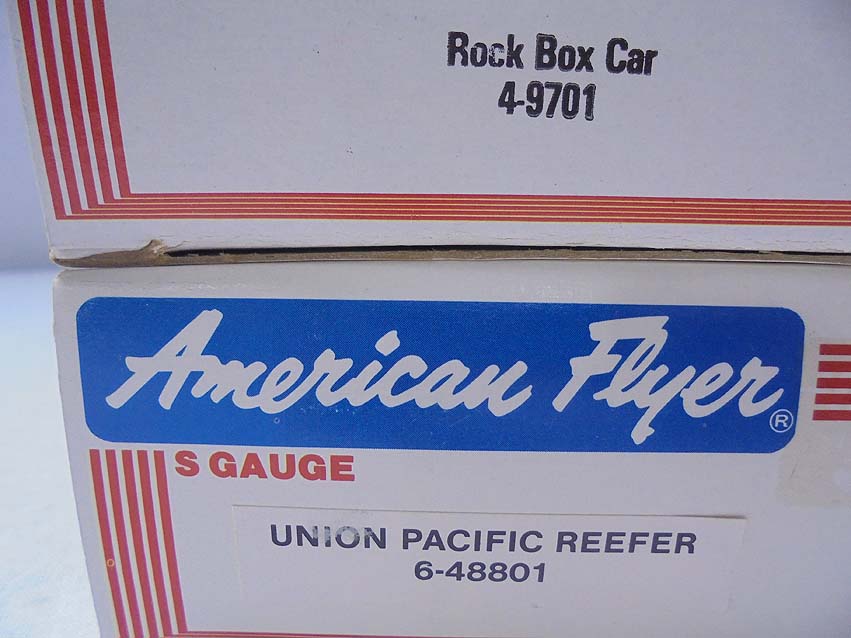 Rock Box Car
4-9701
American Flyer®
S GAUGE
UNION PACIFIC REEFER
6-48801